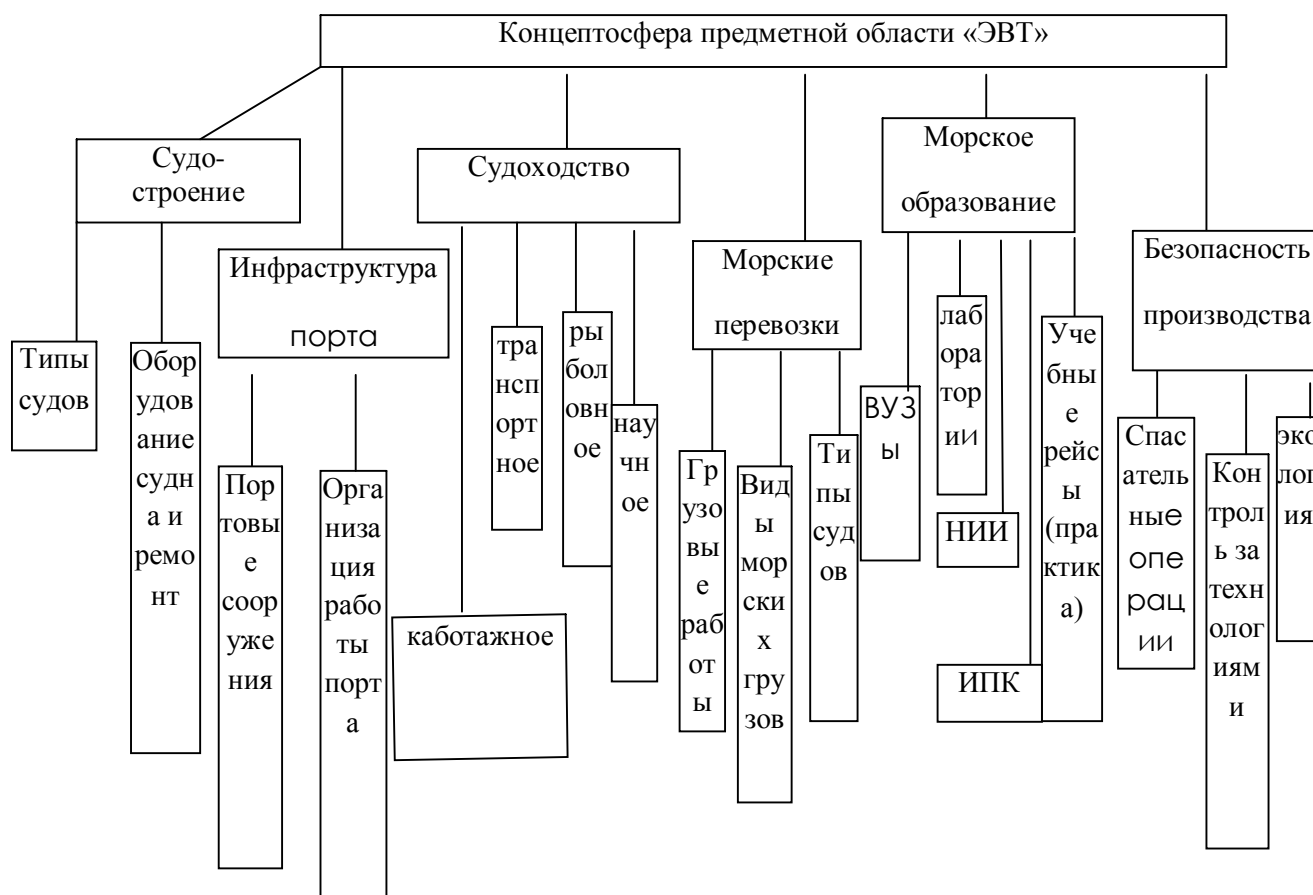 Концептосфера предметной области «ЭВТ»
Судо-
строение
Судоходство
Морское
образование
Инфраструктура
порта
Морские
перевозки
Безопасность
производства
Типы
судов
Обор
удов
ание
судн
а и
ремо
нт
Пор
товы
е
соор
уже
ния
Орга
низа
ция
рабо
ты
порт
а
каботажное
тра
нсп
орт
ное
ры
бол
овн
ое
нау
чн
ое
Гр
узо
вы
е
раб
от
ы
Вид
ы
мор
ски
х
гру
зов
Ти
пы
суд
ов
ВУЗ
ы
лаб
ора
тор
ии
НИИ
ИПК
Уче
бны
е
рейс
ы
(пра
ктик
а)
Спас
атель
ные
опе
рац
ии
Кон
трол
ь за
техн
олог
иям
и
эко
лог
ия